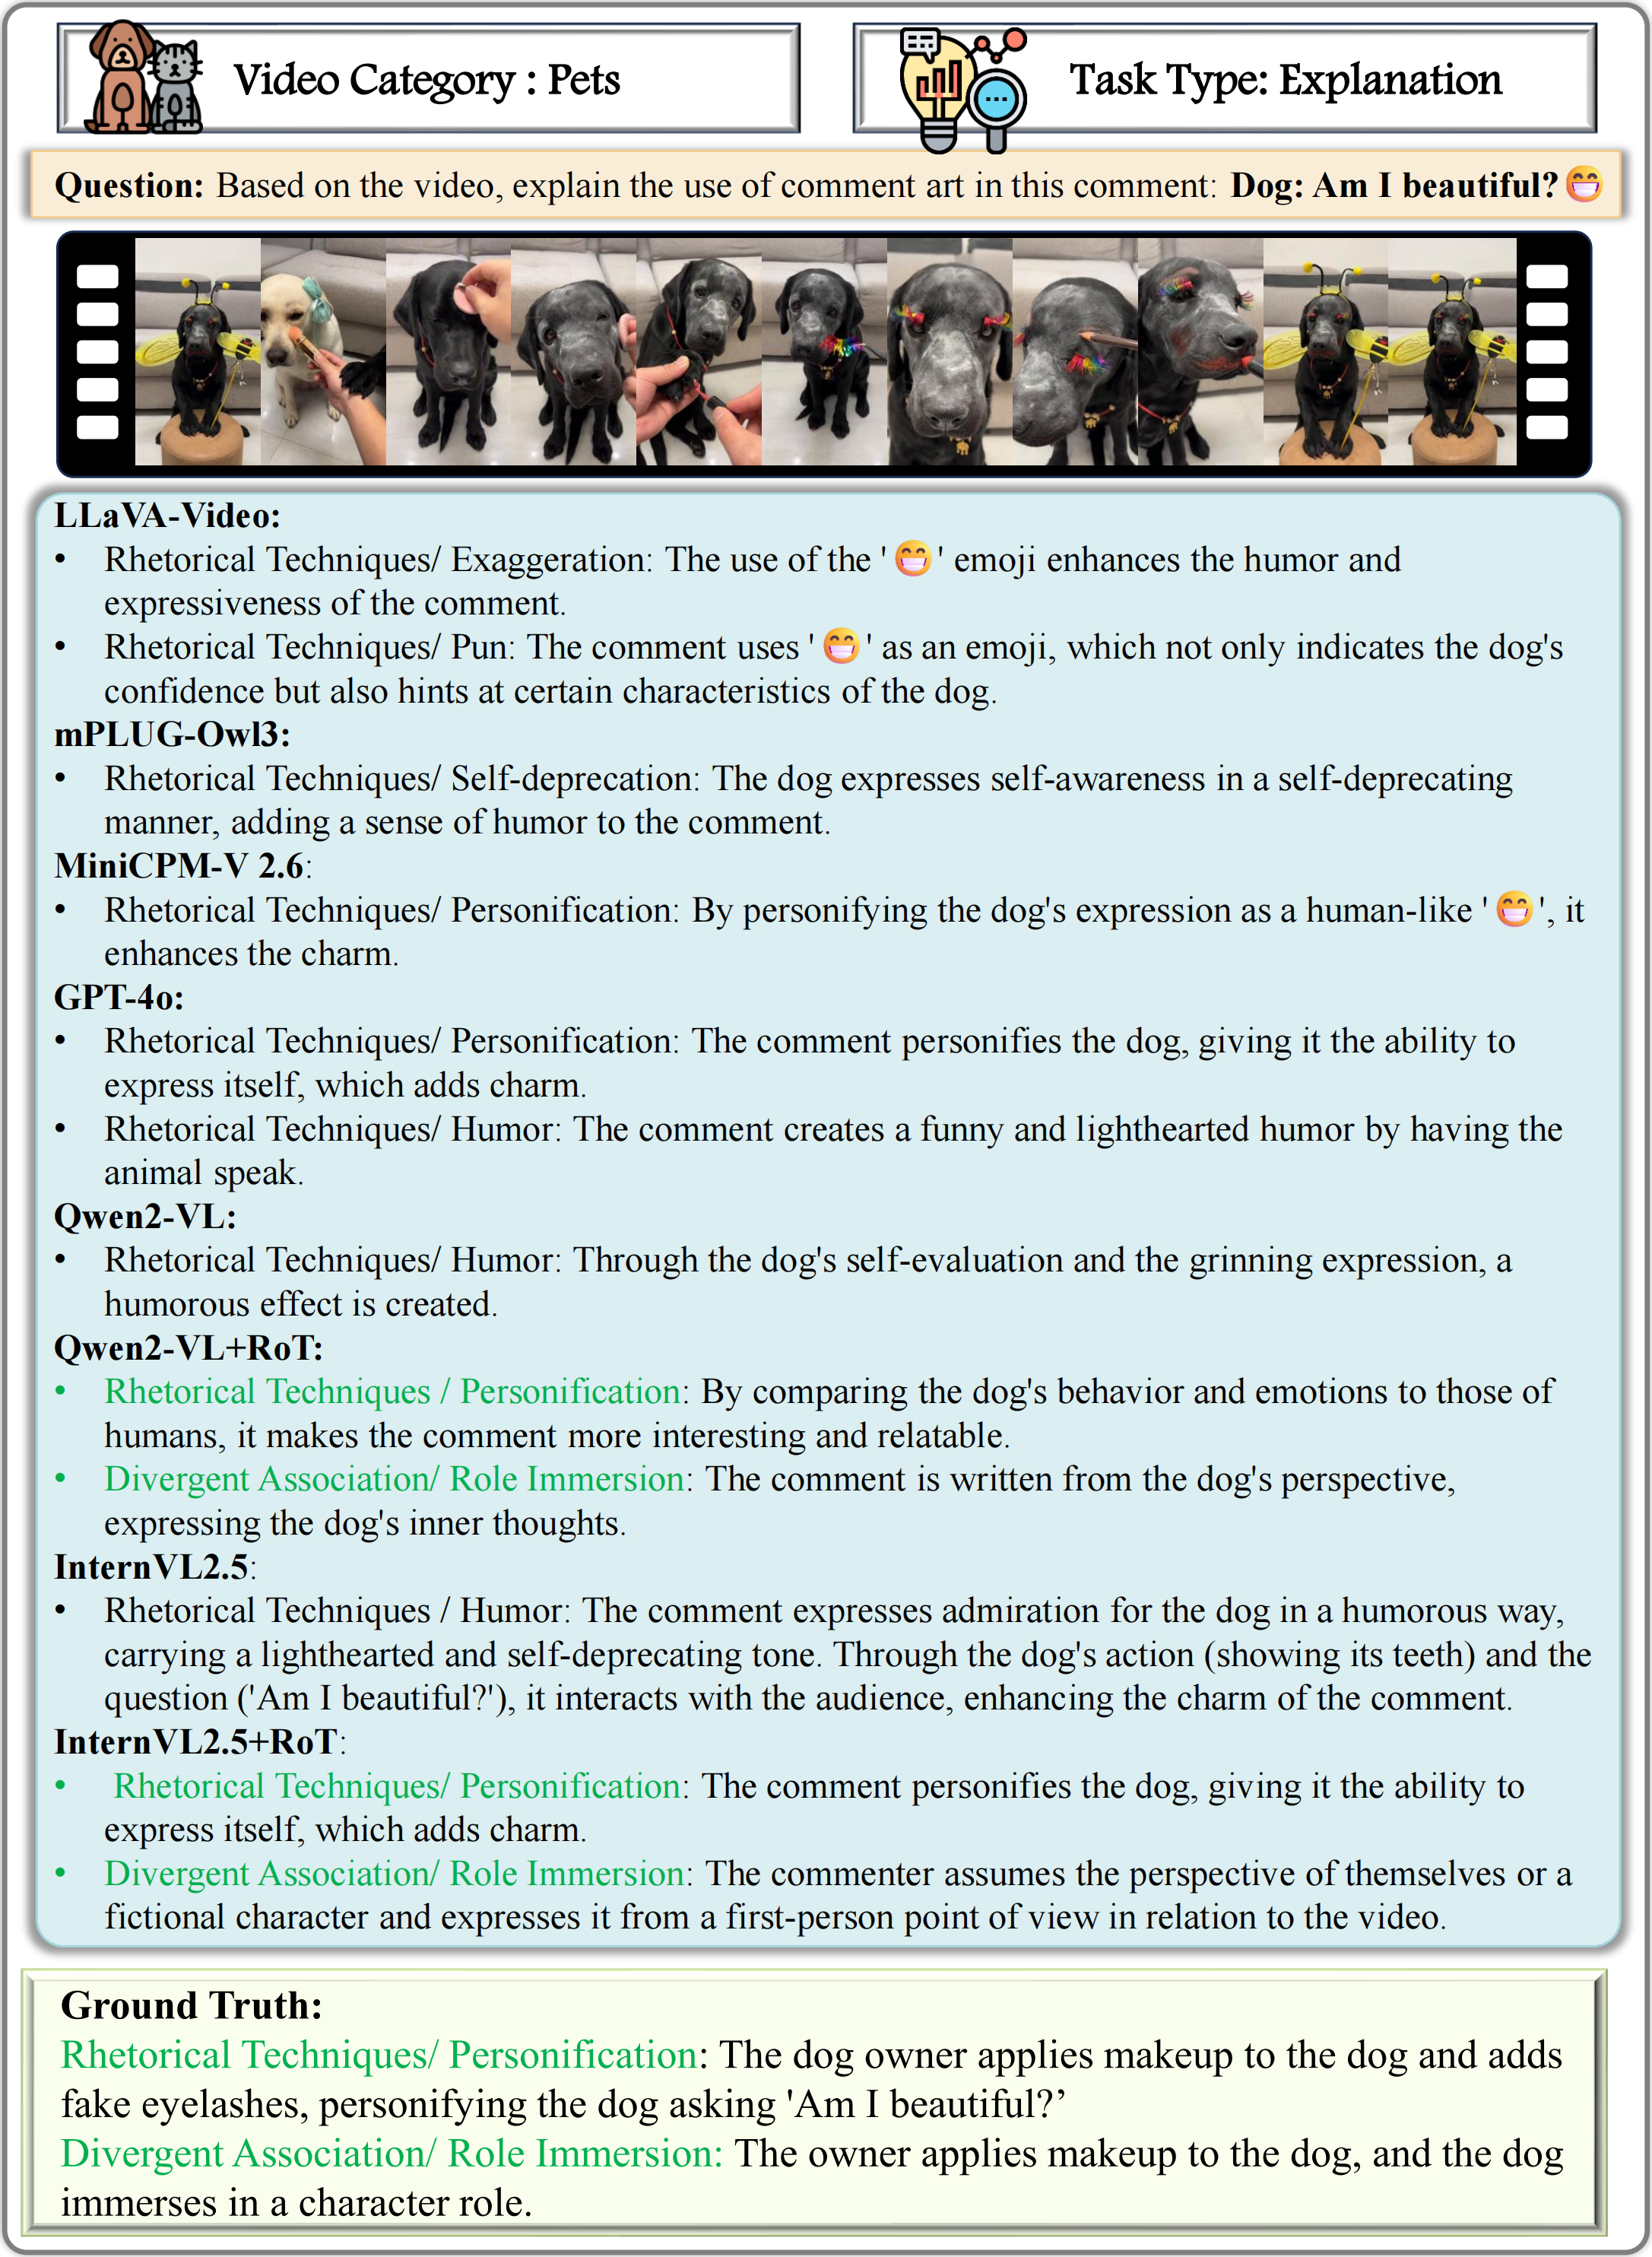 Video Category : Pets
Task Type: Explanation
Question: Based on the video, explain the use of comment art in this comment: Dog: Am I beautiful?😁
LLaVA-Video:
• Rhetorical Techniques/ Exaggeration: The use of the '😁' emoji enhances the humor and
expressiveness of the comment.
• Rhetorical Techniques/ Pun: The comment uses '😁' as an emoji, which not only indicates the dog's
confidence but also hints at certain characteristics of the dog.
mPLUG-Owl3:
• Rhetorical Techniques/ Self-deprecation: The dog expresses self-awareness in a self-deprecating
manner, adding a sense of humor to the comment.
MiniCPM-V 2.6:
• Rhetorical Techniques/ Personification: By personifying the dog's expression as a human-like '😁', it
enhances the charm.
GPT-4o:
• Rhetorical Techniques/ Personification: The comment personifies the dog, giving it the ability to
express itself, which adds charm.
• Rhetorical Techniques/ Humor: The comment creates a funny and lighthearted humor by having the
animal speak.
Qwen2-VL:
• Rhetorical Techniques/ Humor: Through the dog's self-evaluation and the grinning expression, a
humorous effect is created.
Qwen2-VL+RoT:
• Rhetorical Techniques / Personification: By comparing the dog's behavior and emotions to those of
humans, it makes the comment more interesting and relatable.
• Divergent Association/ Role Immersion: The comment is written from the dog's perspective,
expressing the dog's inner thoughts.
InternVL2.5:
• Rhetorical Techniques / Humor: The comment expresses admiration for the dog in a humorous way,
carrying a lighthearted and self-deprecating tone. Through the dog's action (showing its teeth) and the
question ('Am I beautiful?'), it interacts with the audience, enhancing the charm of the comment.
InternVL2.5+RoT:
• Rhetorical Techniques/ Personification: The comment personifies the dog, giving it the ability to
express itself, which adds charm.
• Divergent Association/ Role Immersion: The commenter assumes the perspective of themselves or a
fictional character and expresses it from a first-person point of view in relation to the video.
Ground Truth:
Rhetorical Techniques/ Personification: The dog owner applies makeup to the dog and adds
fake eyelashes, personifying the dog asking 'Am I beautiful?’
Divergent Association/ Role Immersion: The owner applies makeup to the dog, and the dog
immerses in a character role.